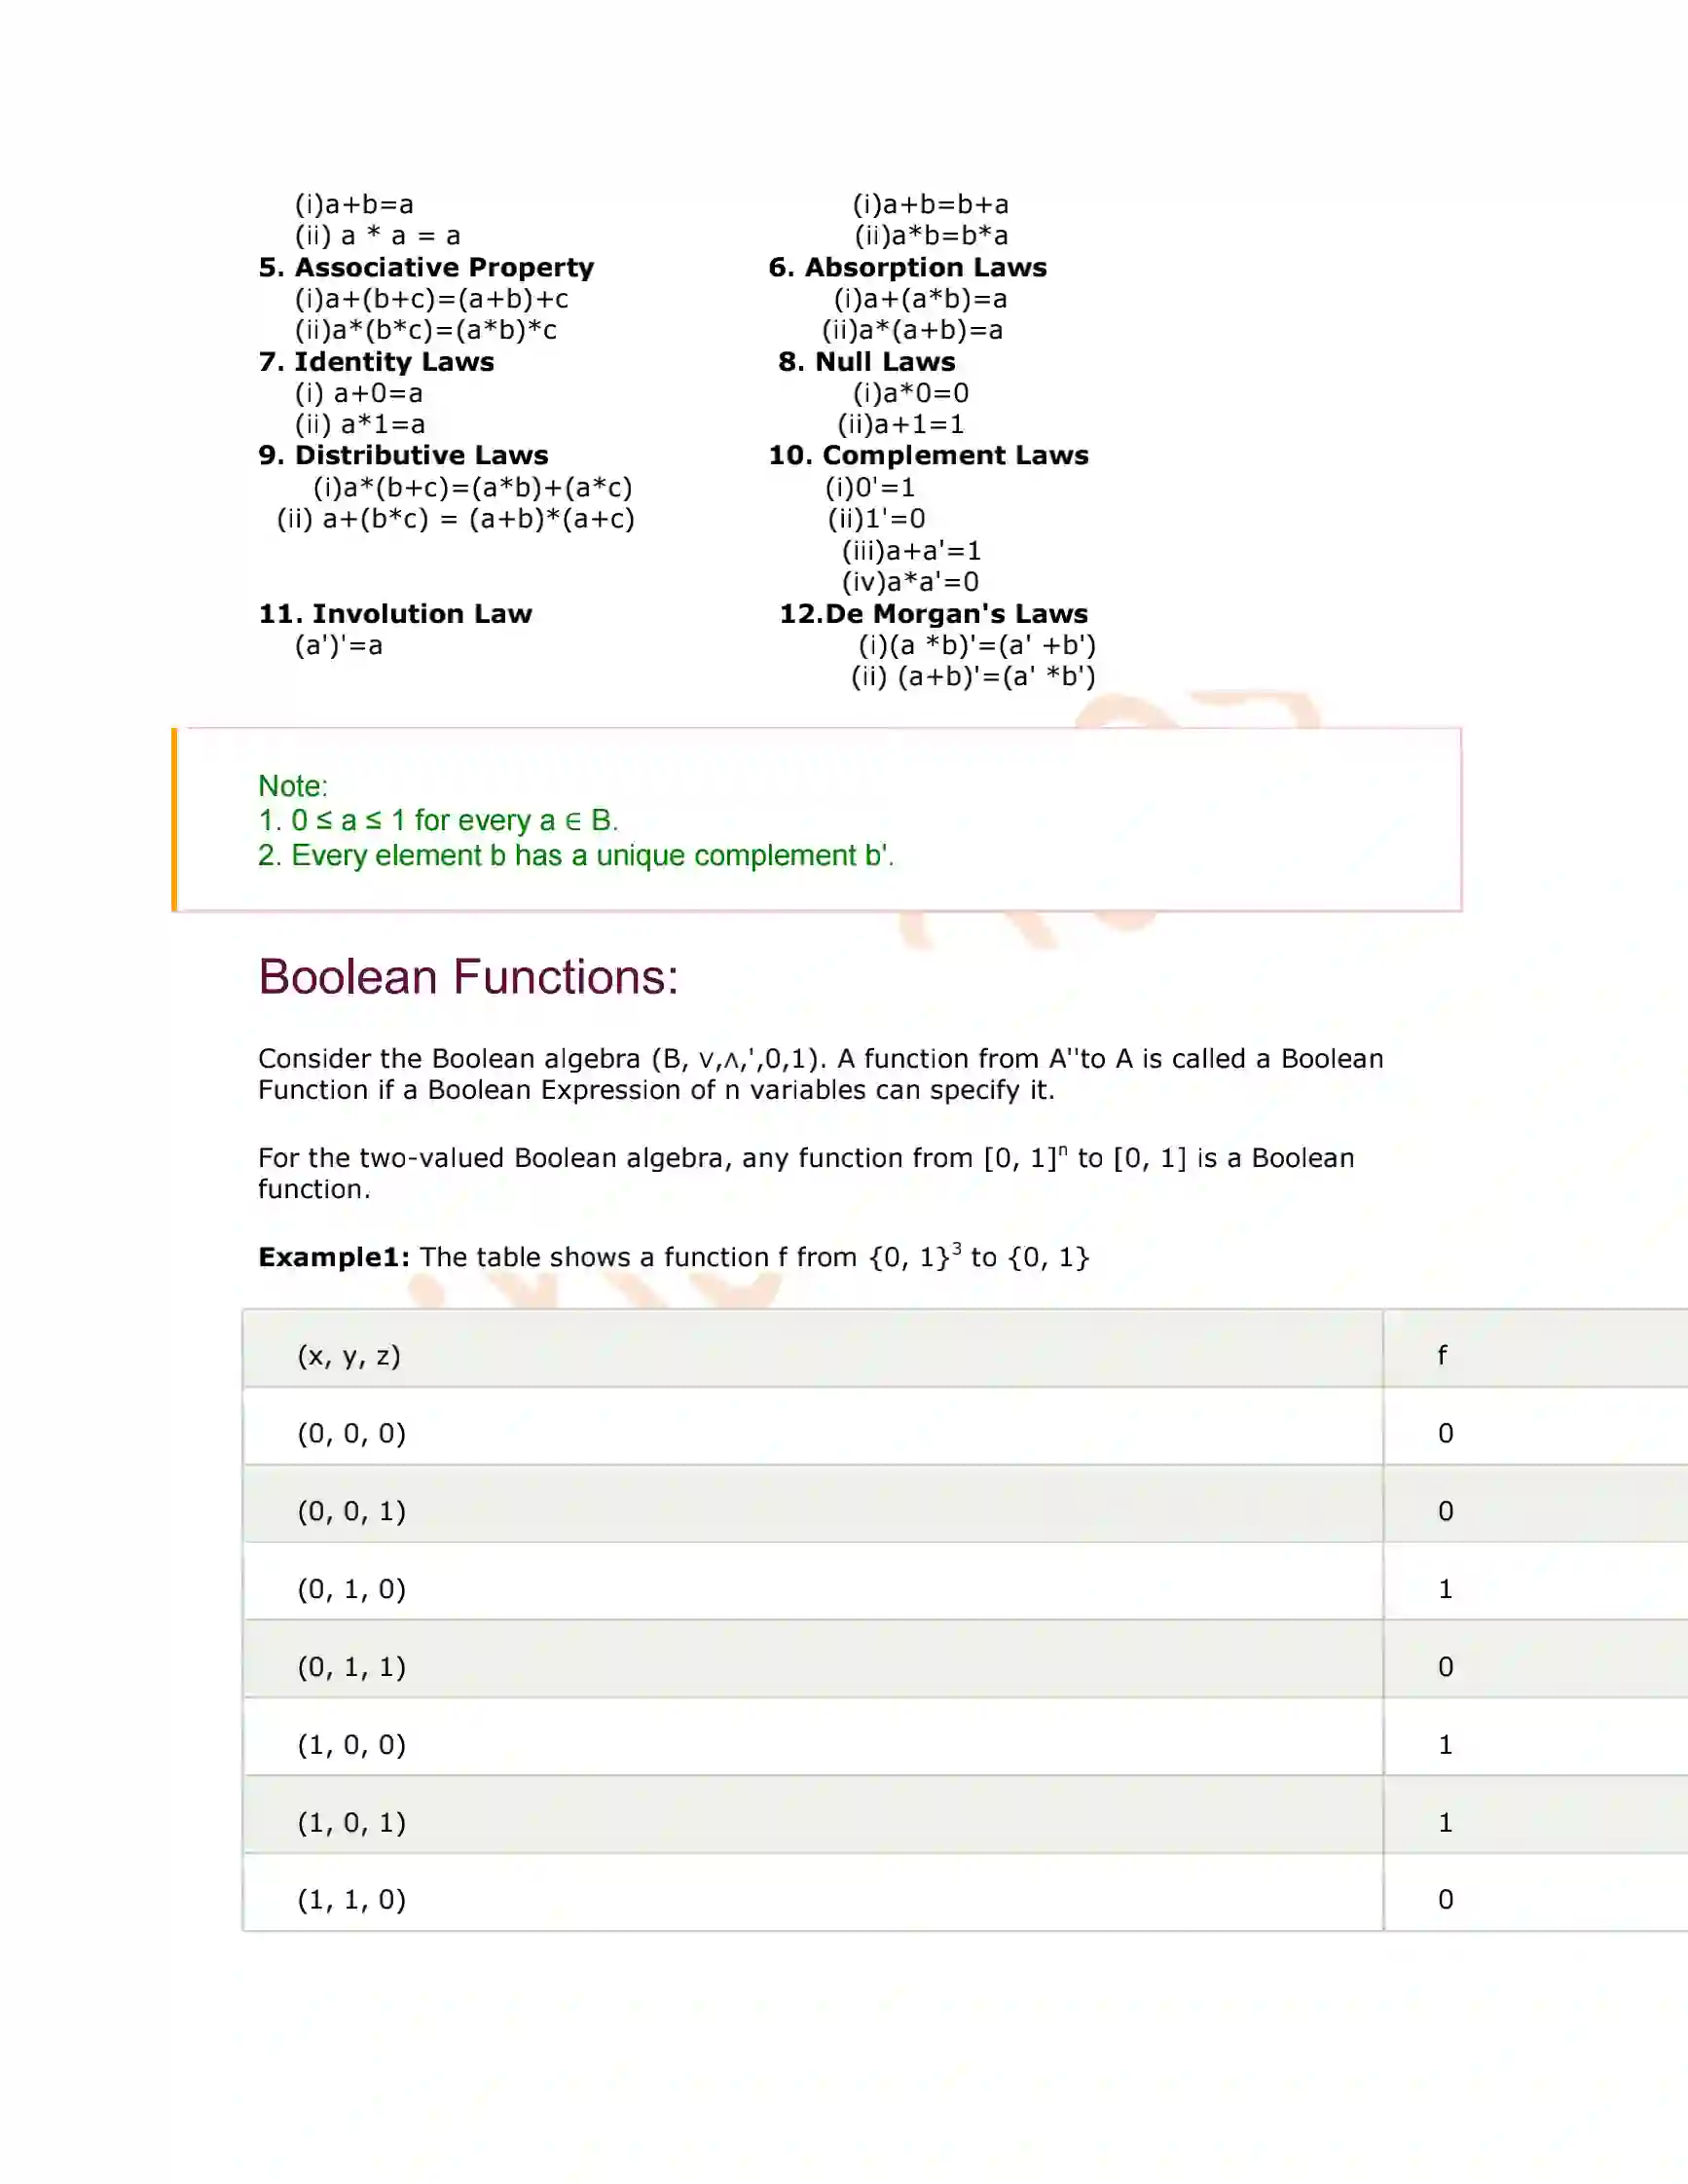 (i)a+b=a (i)a+b=b+a
(ii) a * a = a (ii)a*b=b*a
5. Associative Property 6. Absorption Laws
(i)a+(b+c)=(a+b)+c (i)a+(a*b)=a
(ii)a*(b*c)=(a*b)*c (ii)a*(a+b)=a
7. Identity Laws 8. Null Laws
(i) a+0=a (i)a*0=0
(ii) a*1=a (ii)a+1=1
9. Distributive Laws 10. Complement Laws
(i)a*(b+c)=(a*b)+(a*c) (i)0'=1
(ii) a+(b*c) = (a+b)*(a+c) (ii)1'=0
(iii)a+a'=1
(iv)a*a'=0
11. Involution Law 12.De Morgan's Laws
(a')'=a (i)(a *b)'=(a' +b')
(ii) (a+b)'=(a' *b')
Note:
1. 0 ≤ a ≤ 1 for every a ∈ B.
2. Every element b has a unique complement b'.
Boolean Functions:
Consider the Boolean algebra (B, ∨,∧,',0,1). A function from A''to A is called a Boolean
Function if a Boolean Expression of n variables can specify it.
For the two-valued Boolean algebra, any function from [0, 1]ⁿ to [0, 1] is a Boolean
function.
Example1: The table shows a function f from {0, 1}³ to {0, 1}
(x, y, z) f
(0, 0, 0) 0
(0, 0, 1) 0
(0, 1, 0) 1
(0, 1, 1) 0
(1, 0, 0) 1
(1, 0, 1) 1
(1, 1, 0) 0